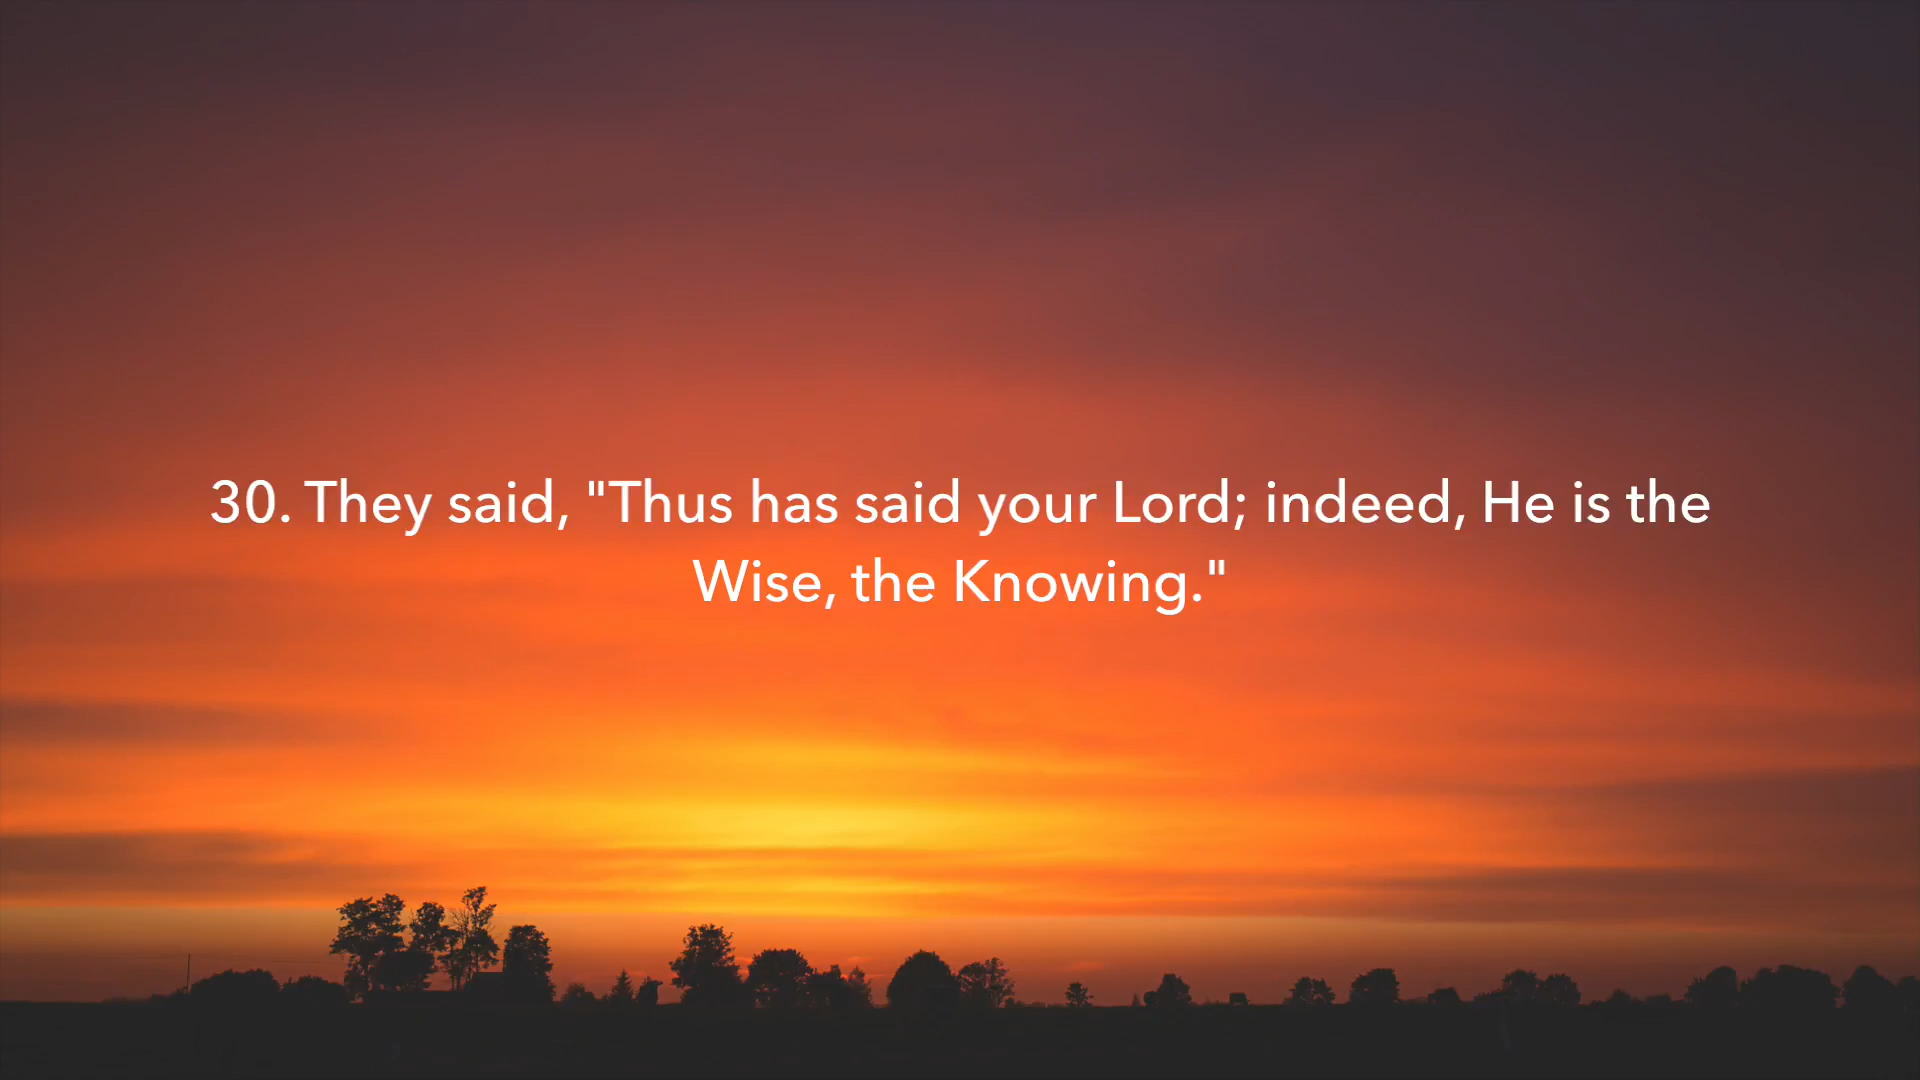 30. They said, "Thus has said your Lord; indeed, He is the
Wise, the Knowing."